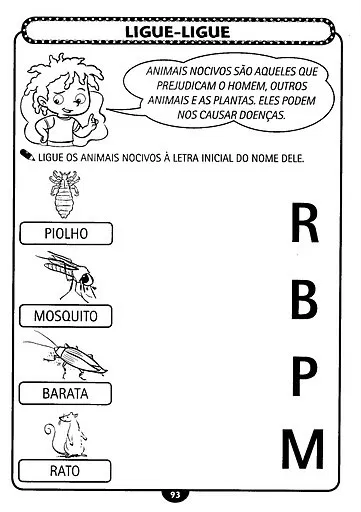 LIGUE-LIGUE
ANIMAIS NOCIVOS SÃO AQUELES QUE
PREJUDICAM O HOMEM, OUTROS
ANIMAIS E AS PLANTAS. ELES PODEM
NOS CAUSAR DOENÇAS.
LIGUE OS ANIMAIS NOCIVOS À LETRA INICIAL DO NOME DELE.
PIOLHO
R
MOSQUITO
B
BARATA
P
RATO
M
93